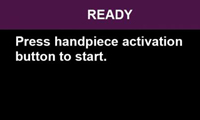 READY
Press handpiece activation
button to start.